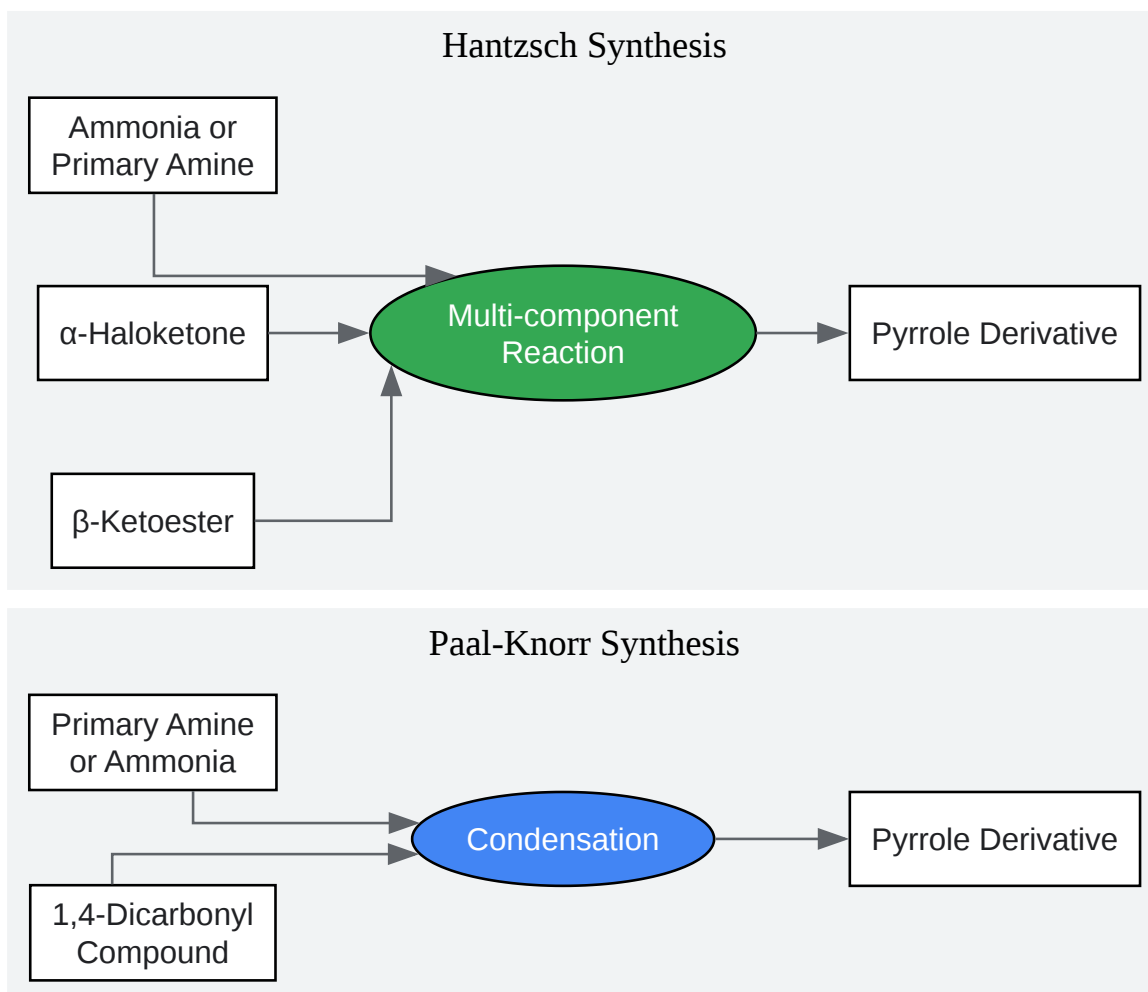 Hantzsch Synthesis
Ammonia or
Primary Amine
α-Haloketone
β-Ketoester
Multi-component
Reaction
Pyrrole Derivative
Paal-Knorr Synthesis
Primary Amine
or Ammonia
1,4-Dicarbonyl
Compound
Condensation
Pyrrole Derivative